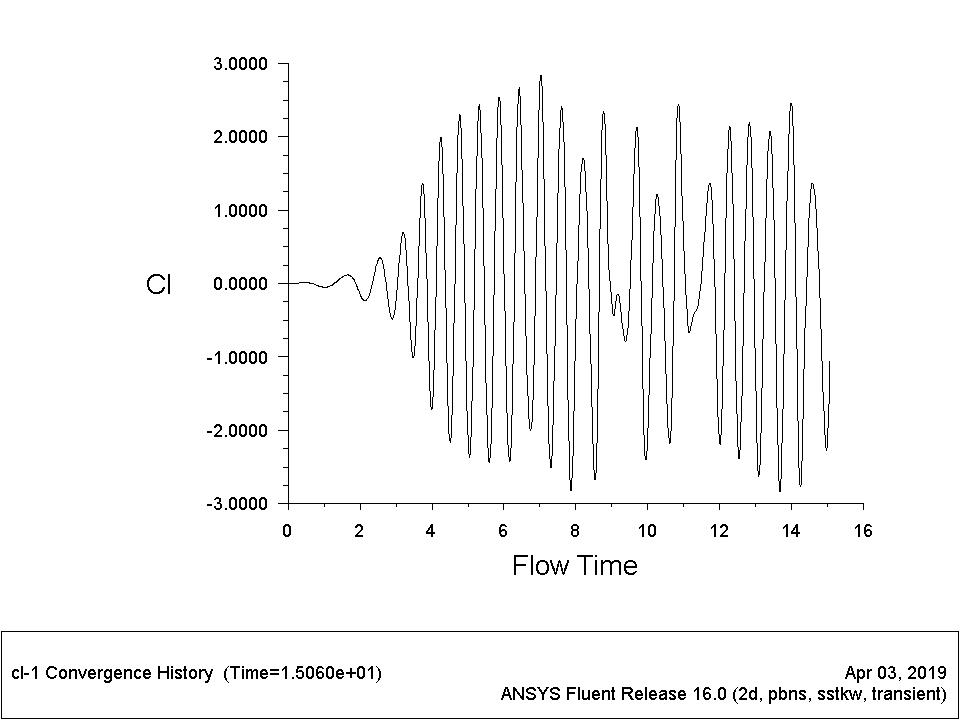 3.0000
2.0000
1.0000
Cl
0.0000
-1.0000
-2.0000
-3.0000
0 2 4 6 8 10 12 14 16
Flow Time
cl-1 Convergence History (Time=1.5060e+01)
Apr 03, 2019
ANSYS Fluent Release 16.0 (2d, pbns, sstkw, transient)